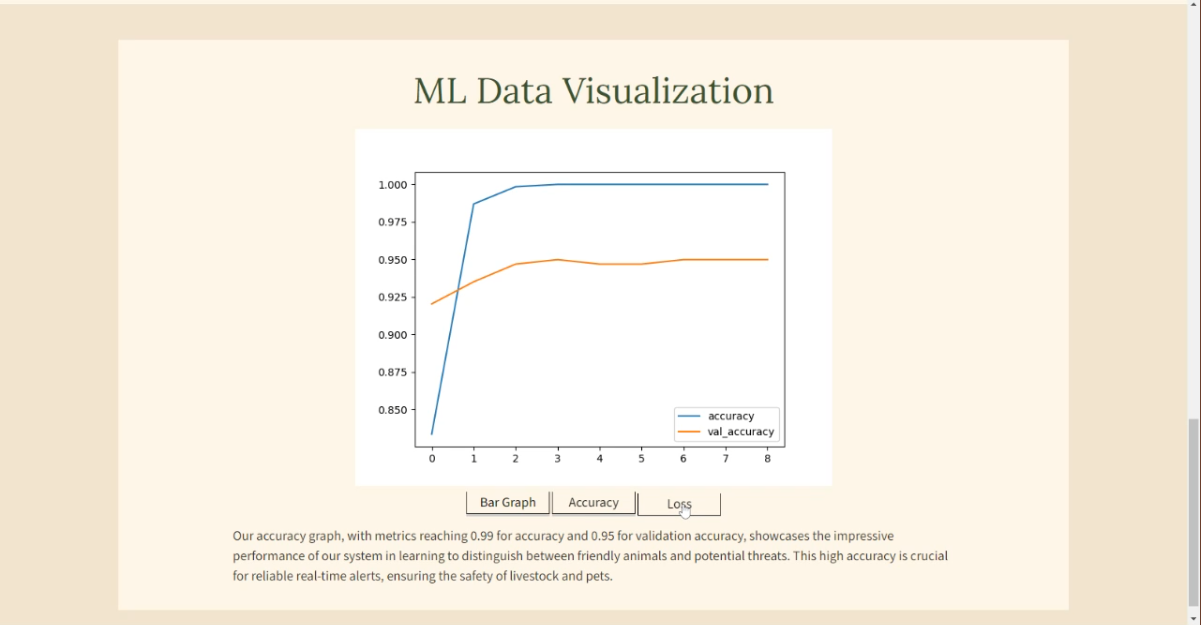 ML Data Visualization
1.000
0.975
0.950
0.925
0.900
0.875
0.850
accuracy
val_accuracy
0 1 2 3 4 5 6 7 8
Bar Graph Accuracy Loss
Our accuracy graph, with metrics reaching 0.99 for accuracy and 0.95 for validation accuracy, showcases the impressive
performance of our system in learning to distinguish between friendly animals and potential threats. This high accuracy is crucial
for reliable real-time alerts, ensuring the safety of livestock and pets.